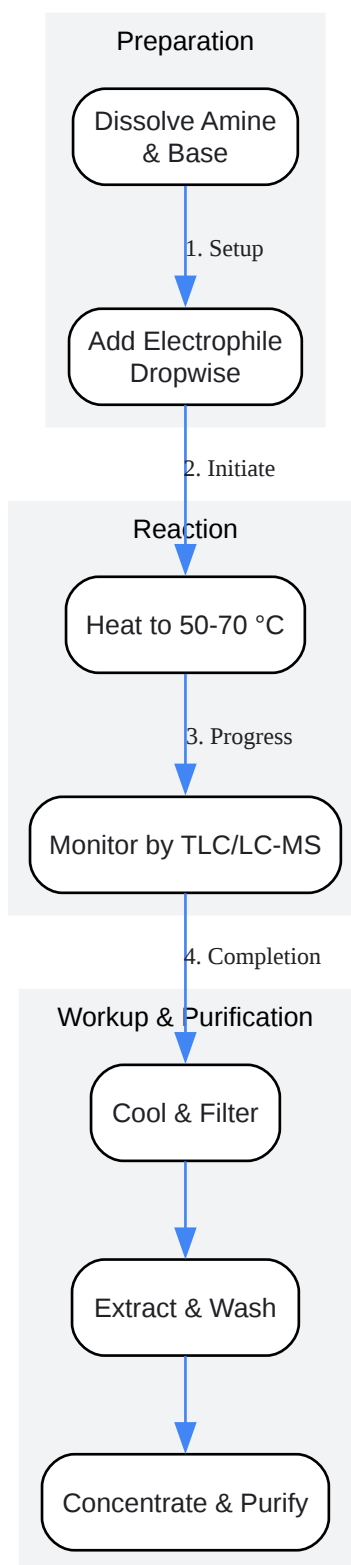 Preparation
Dissolve Amine
& Base
1. Setup
Add Electrophile
Dropwise
2. Initiate
Reaction
Heat to 50-70 °C
3. Progress
Monitor by TLC/LC-MS
4. Completion
Workup & Purification
Cool & Filter
Extract & Wash
Concentrate & Purify